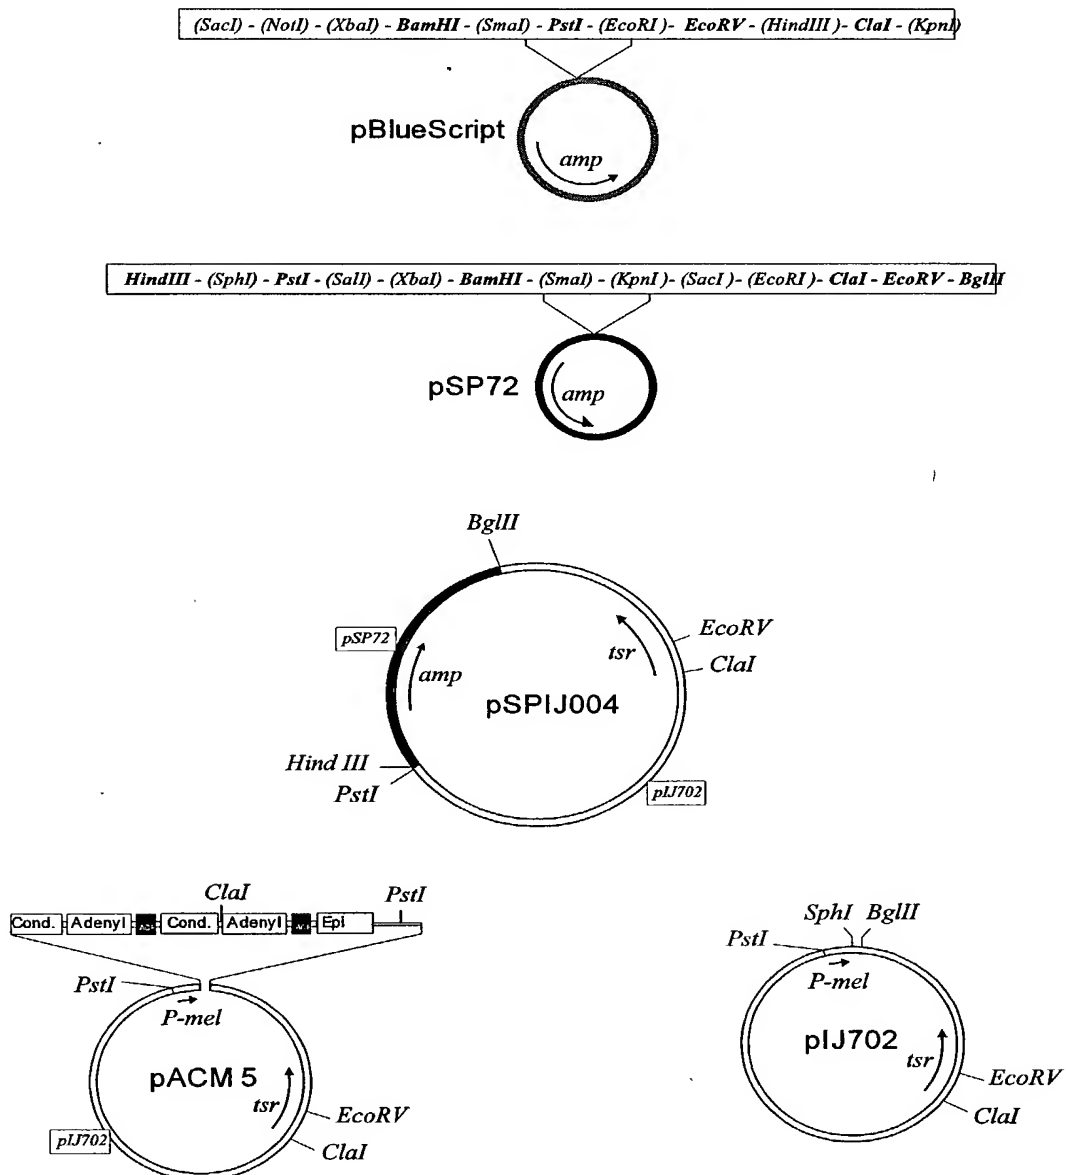 (SacI) - (NotI) - (XbaI) - BamHI - (SmaI) - PstI - (EcoRI) - EcoRV - (HindIII) - ClaI - (KpnI)
pBlueScript
amp
HindIII - (SphI) - PstI - (SalI) - (XbaI) - BamHI - (SmaI) - (KpnI) - (SacI) - (EcoRI) - ClaI - EcoRV - BglII
pSP72
amp
BglII
pSP72
EcoRV
tsr
ClaI
amp
pSPIJ004
Hind III
PstI
pIJ702
ClaI
PstI
Cond. Adenyl Cond. Adenyl Epi
PstI
P-mel
pACM 5
tsr
EcoRV
pIJ702
ClaI
SphI BglII
PstI
P-mel
pIJ702
tsr
EcoRV
ClaI